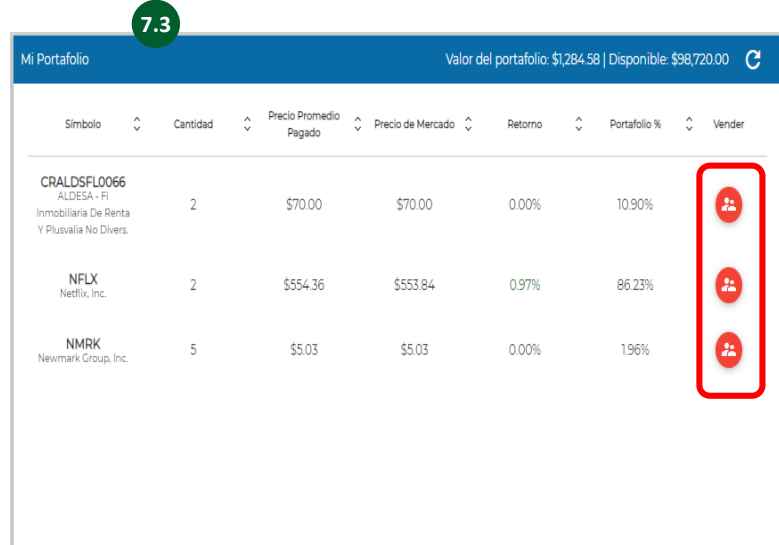 7.3
Mi Portafolio Valor del portafolio: $1,284.58 | Disponible: $98,720.00
Símbolo Cantidad Precio Promedio Pagado Precio de Mercado Retorno Portafolio % Vender
CRALDSFL0066
ALDESA - Fi
Inmobiliaria De Renta
Y Plusvalia No Divers.
2 $70.00 $70.00 0.00% 10.90%
NFLX
Netflix, Inc.
2 $554.36 $553.84 0.97% 86.23%
NMRK
Newmark Group, Inc.
5 $5.03 $5.03 0.00% 1.96%